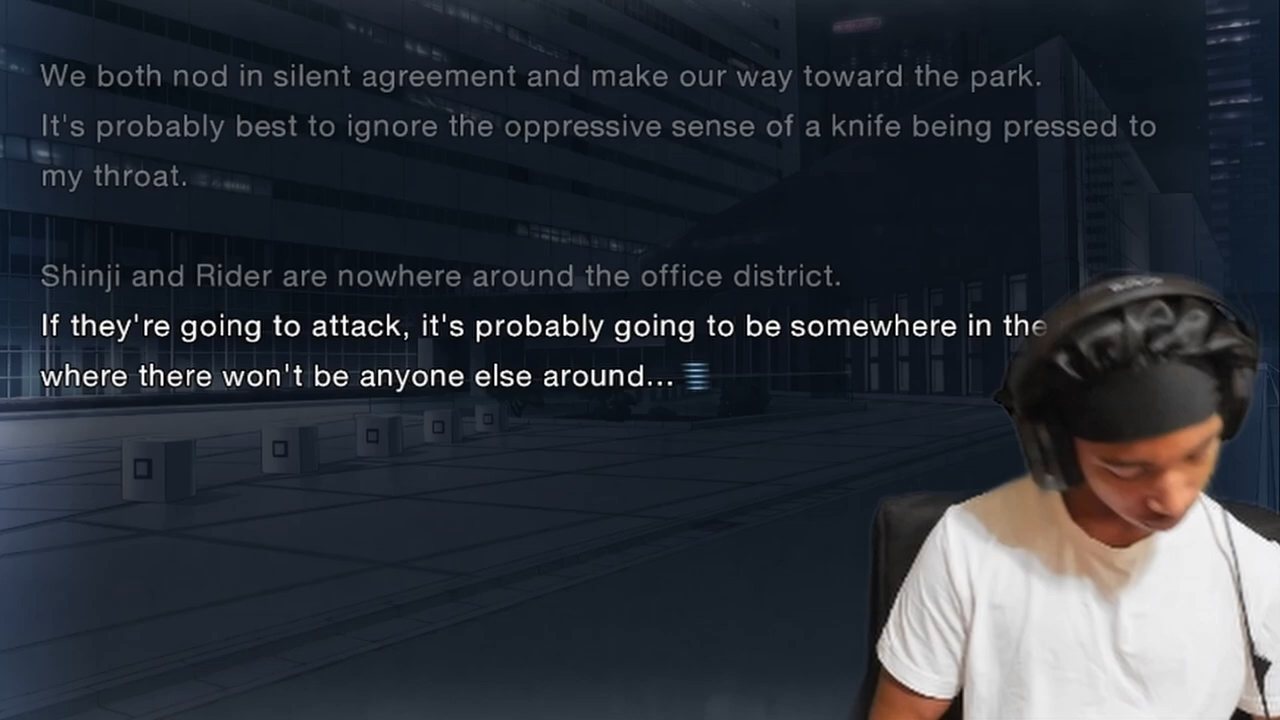 We both nod in silent agreement and make our way toward the park.
It's probably best to ignore the oppressive sense of a knife being pressed to
my throat.
Shinji and Rider are nowhere around the office district.
If they're going to attack, it's probably going to be somewhere in the
where there won't be anyone else around...